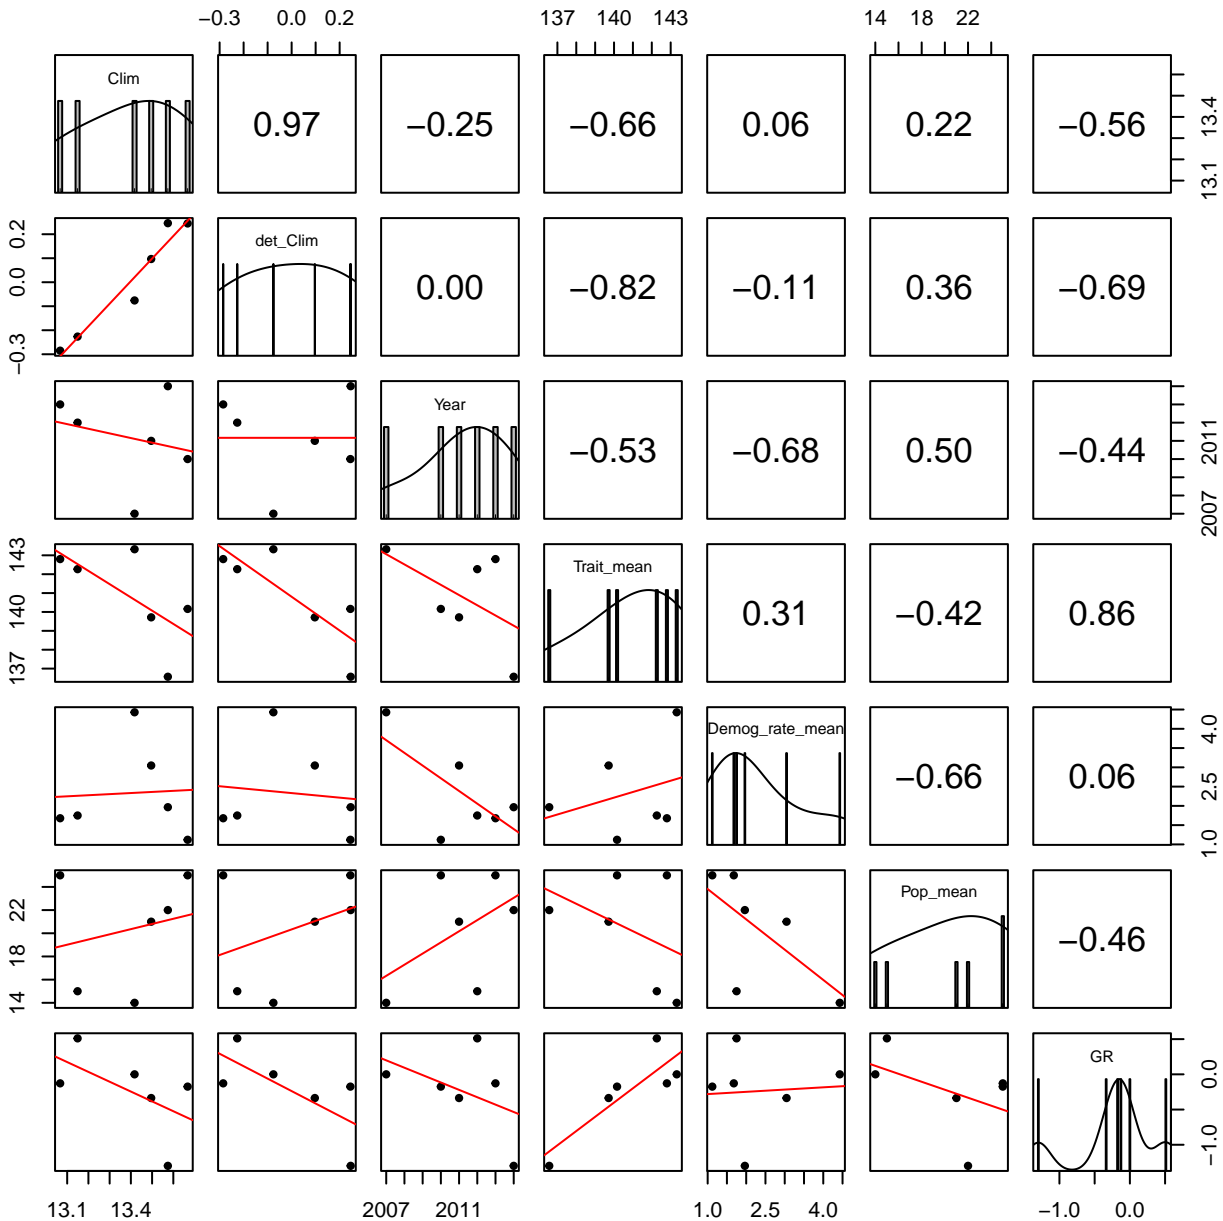 −0.3 0.0 0.2 137 140 143 14 18 22
Clim 0.97 −0.25 −0.66 0.06 0.22 −0.56 13.1 13.4
−0.3 0.0 0.2 det_Clim 0.00 −0.82 −0.11 0.36 −0.69
Year −0.53 −0.68 0.50 −0.44 2007 2011
137 140 143 Trait_mean 0.31 −0.42 0.86
Demog_rate_mean −0.66 0.06 1.0 2.5 4.0
14 18 22 Pop_mean −0.46
GR −1.0 0.0
13.1 13.4 2007 2011 1.0 2.5 4.0 −1.0 0.0